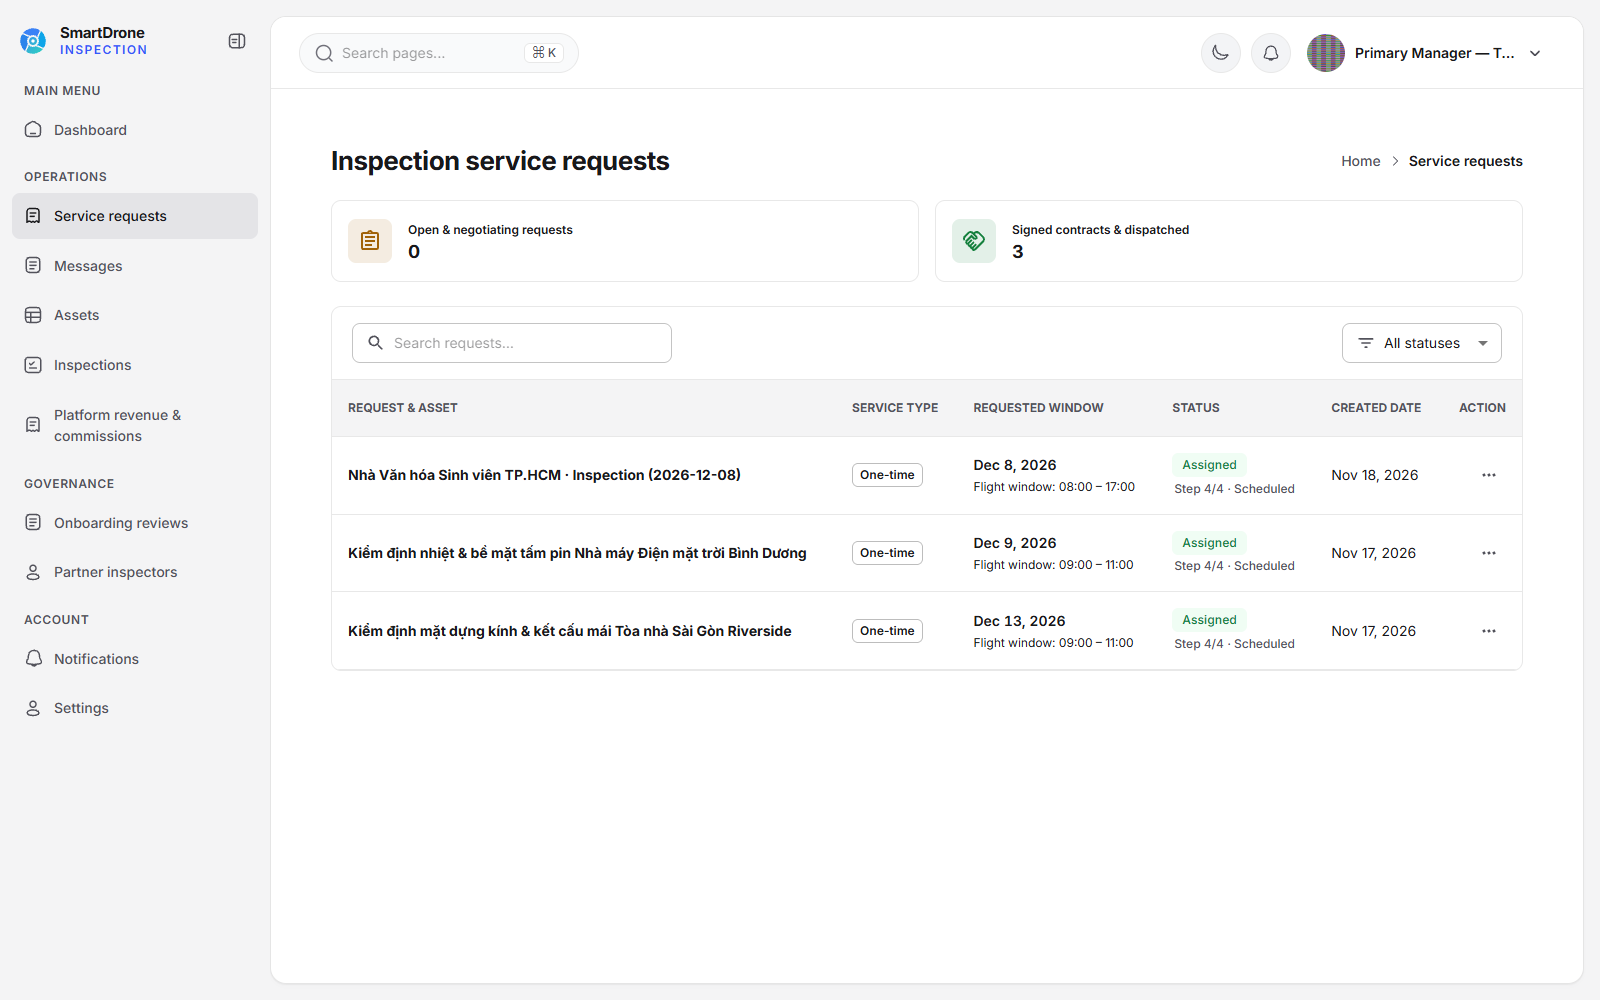 SmartDrone
INSPECTION
MAIN MENU
Dashboard
OPERATIONS
Service requests
Messages
Assets
Inspections
Platform revenue &
commissions
GOVERNANCE
Onboarding reviews
Partner inspectors
ACCOUNT
Notifications
Settings
Search pages...
⌘ K
Primary Manager — T...
Inspection service requests
Home > Service requests
Open & negotiating requests
0
Signed contracts & dispatched
3
Search requests...
All statuses
REQUEST & ASSET SERVICE TYPE REQUESTED WINDOW STATUS CREATED DATE ACTION
Nhà Văn hóa Sinh viên TP.HCM · Inspection (2026-12-08)
One-time
Dec 8, 2026
Flight window: 08:00 – 17:00
Assigned
Step 4/4 · Scheduled
Nov 18, 2026
Kiểm định nhiệt & bề mặt tấm pin Nhà máy Điện mặt trời Bình Dương
One-time
Dec 9, 2026
Flight window: 09:00 – 11:00
Assigned
Step 4/4 · Scheduled
Nov 17, 2026
Kiểm định mặt dựng kính & kết cấu mái Tòa nhà Sài Gòn Riverside
One-time
Dec 13, 2026
Flight window: 09:00 – 11:00
Assigned
Step 4/4 · Scheduled
Nov 17, 2026